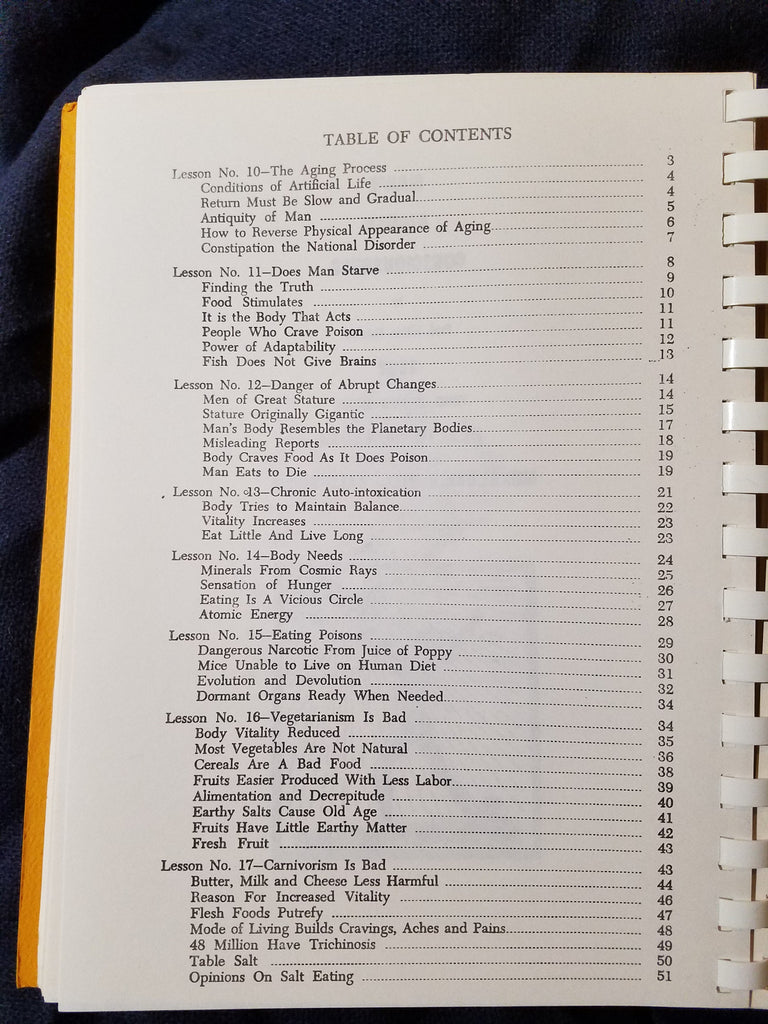 TABLE OF CONTENTS
Lesson No. 10—The Aging Process 3
Conditions of Artificial Life 4
Return Must Be Slow and Gradual 4
Antiquity of Man 5
How to Reverse Physical Appearance of Aging 6
Constipation the National Disorder 7
Lesson No. 11—Does Man Starve 8
Finding the Truth 9
Food Stimulates 10
It is the Body That Acts 11
People Who Crave Poison 11
Power of Adaptability 12
Fish Does Not Give Brains 13
Lesson No. 12—Danger of Abrupt Changes 14
Men of Great Stature 14
Stature Originally Gigantic 15
Man's Body Resembles the Planetary Bodies 17
Misleading Reports 18
Body Craves Food As It Does Poison 19
Man Eats to Die 19
Lesson No. 13—Chronic Auto-intoxication 21
Body Tries to Maintain Balance 22
Vitality Increases 23
Eat Little And Live Long 23
Lesson No. 14—Body Needs 24
Minerals From Cosmic Rays 25
Sensation of Hunger 26
Eating Is A Vicious Circle 27
Atomic Energy 28
Lesson No. 15—Eating Poisons 29
Dangerous Narcotic From Juice of Poppy 30
Mice Unable to Live on Human Diet 31
Evolution and Devolution 32
Dormant Organs Ready When Needed 34
Lesson No. 16—Vegetarianism Is Bad 34
Body Vitality Reduced 35
Most Vegetables Are Not Natural 36
Cereals Are A Bad Food 38
Fruits Easier Produced With Less Labor 39
Alimentation and Decrepitude 40
Earthy Salts Cause Old Age 41
Fruits Have Little Earthy Matter 42
Fresh Fruit 43
Lesson No. 17—Carnivorism Is Bad 43
Butter, Milk and Cheese Less Harmful 44
Reason For Increased Vitality 46
Flesh Foods Putrefy 47
Mode of Living Builds Cravings, Aches and Pains 48
48 Million Have Trichinosis 49
Table Salt 50
Opinions On Salt Eating 51